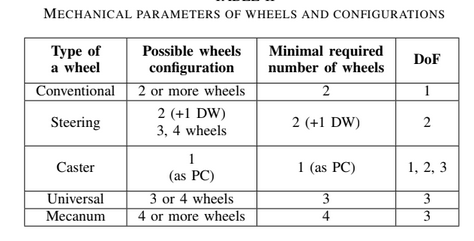 MECHANICAL PARAMETERS OF WHEELS AND CONFIGURATIONS
Type of a wheel | Possible wheels configuration | Minimal required number of wheels | DoF
Conventional | 2 or more wheels | 2 | 1
Steering | 2 (+1 DW) 3, 4 wheels | 2 (+1 DW) | 2
Caster | 1 (as PC) | 1 (as PC) | 1, 2, 3
Universal | 3 or 4 wheels | 3 | 3
Mecanum | 4 or more wheels | 4 | 3